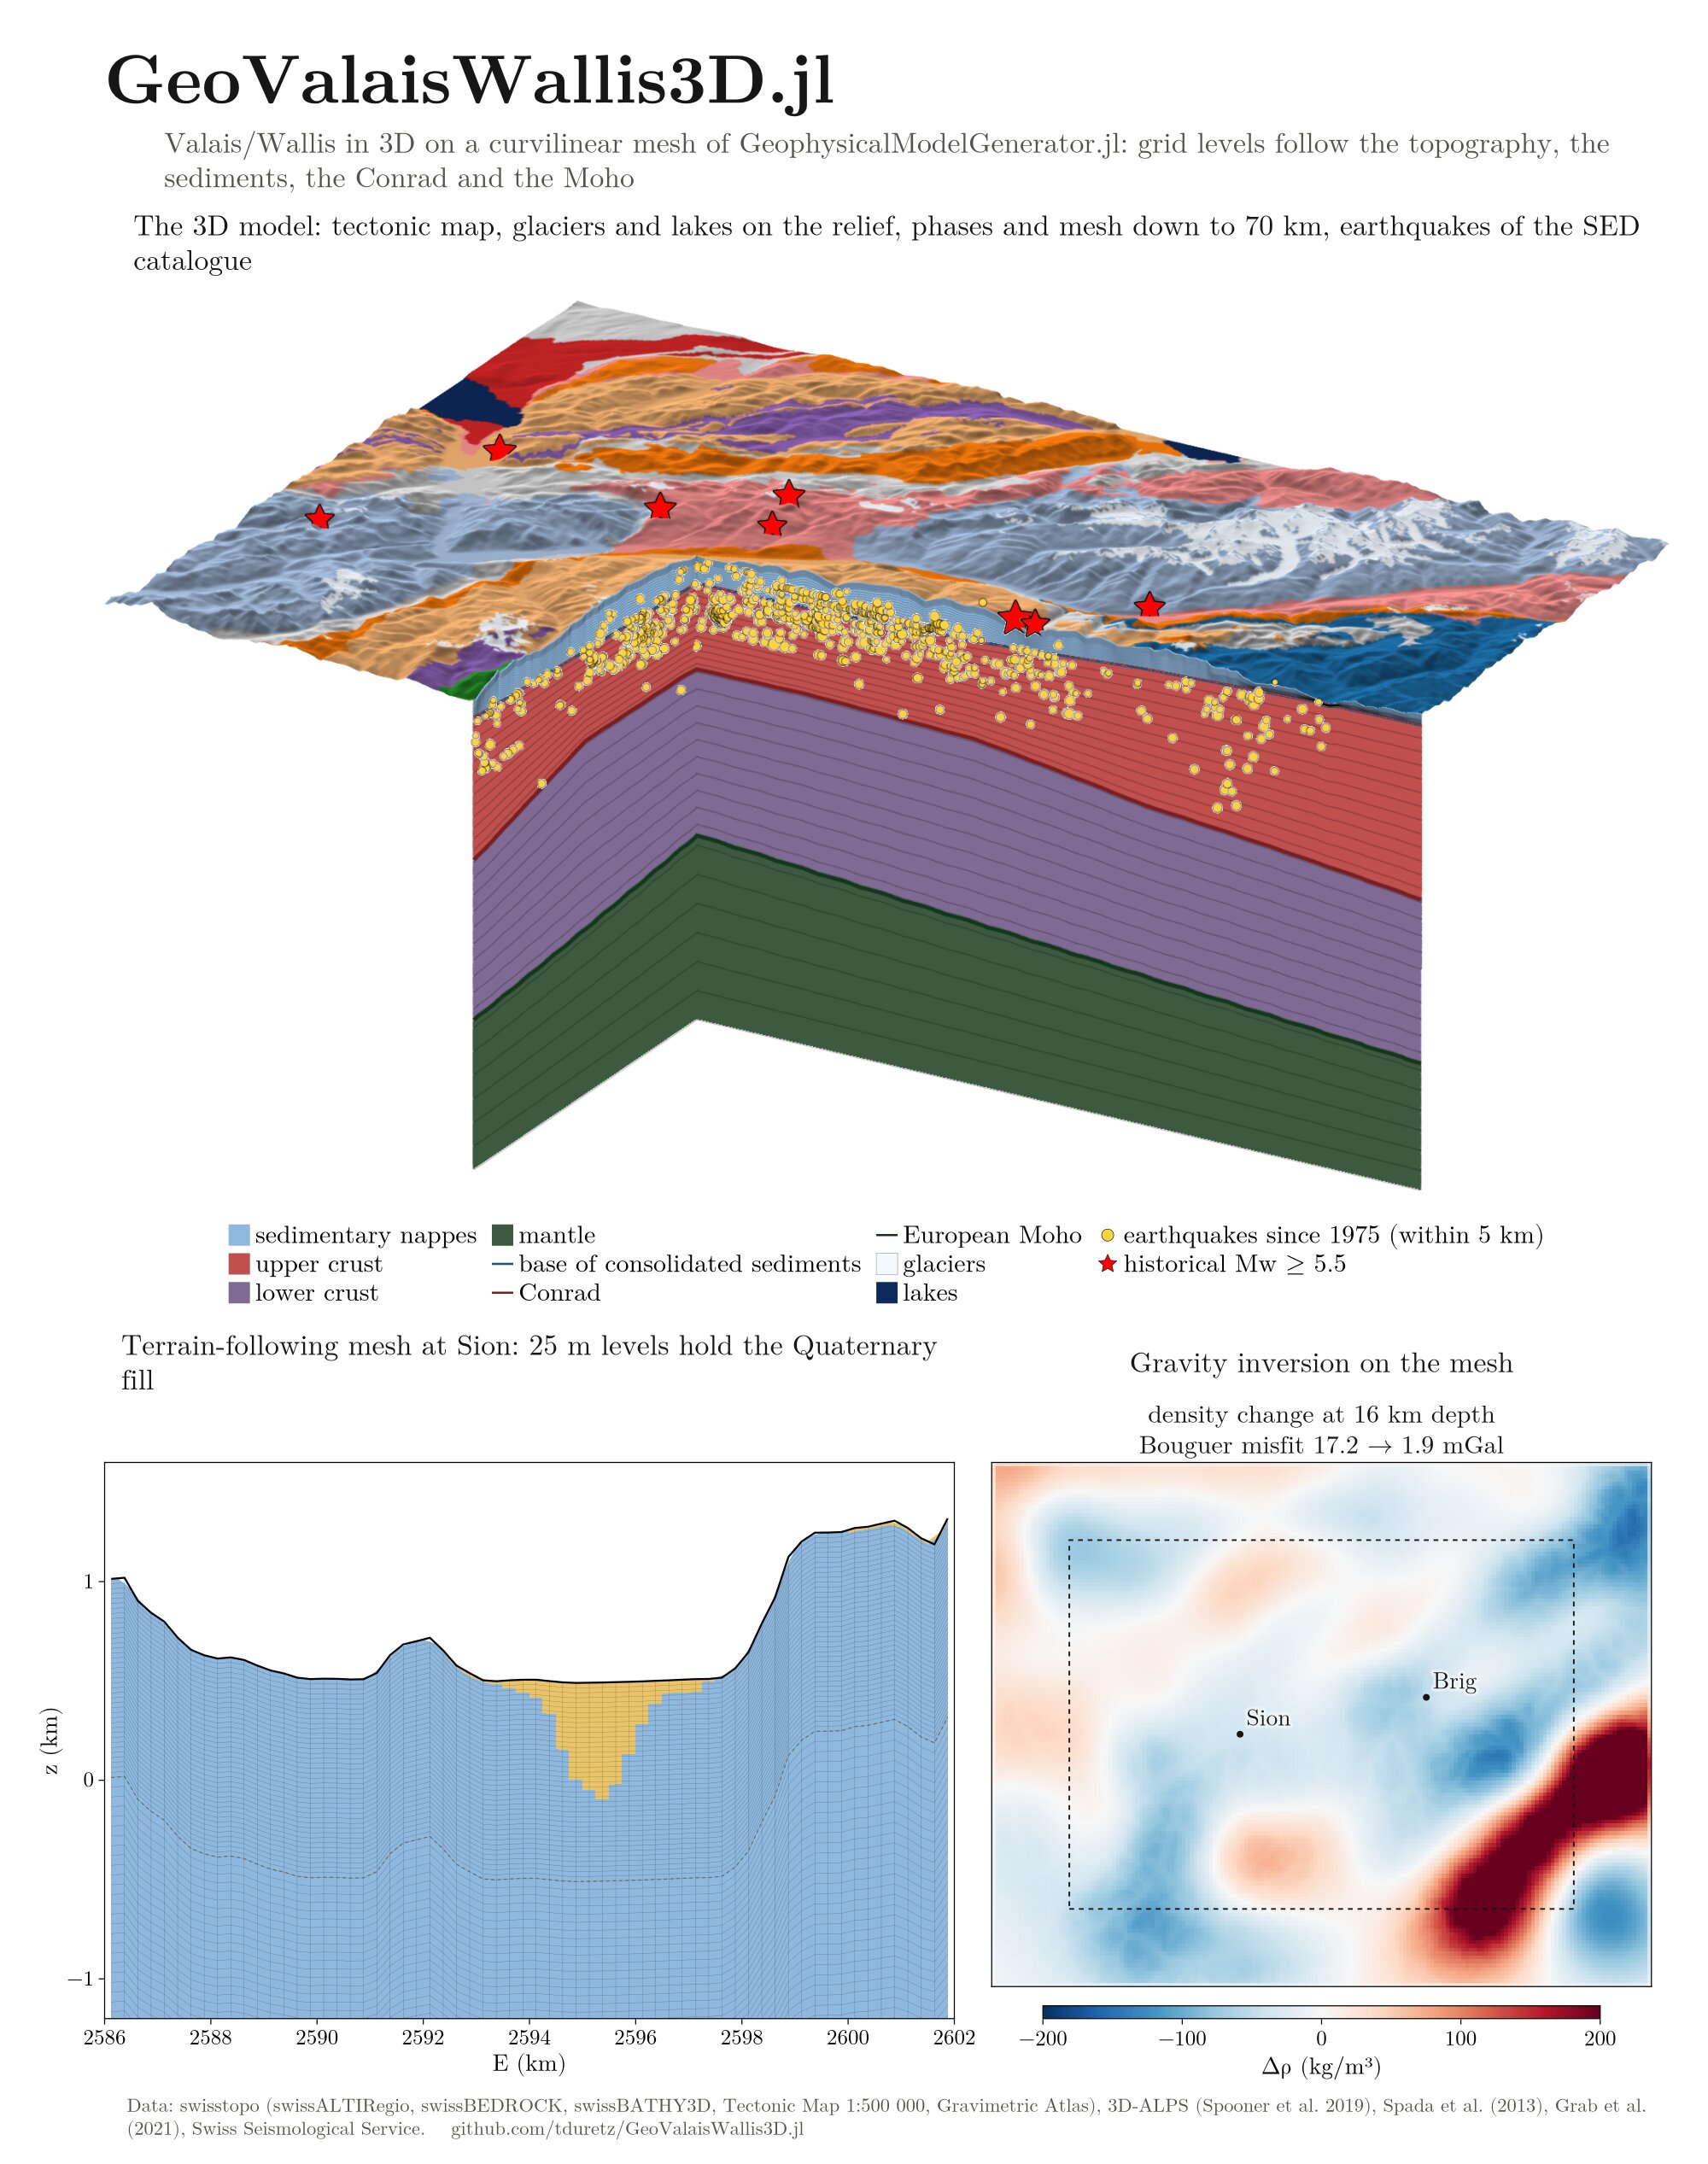 GeoValaisWallis3D.jl
Valais/Wallis in 3D on a curvilinear mesh of GeophysicalModelGenerator.jl: grid levels follow the topography, the
sediments, the Conrad and the Moho
The 3D model: tectonic map, glaciers and lakes on the relief, phases and mesh down to 70 km, earthquakes of the SED
catalogue
sedimentary nappes
upper crust
lower crust
mantle
base of consolidated sediments
Conrad
European Moho
glaciers
lakes
earthquakes since 1975 (within 5 km)
historical Mw ≥ 5.5
Terrain-following mesh at Sion: 25 m levels hold the Quaternary
fill
z (km)
1
0
−1
2586 2588 2590 2592 2594 2596 2598 2600 2602
E (km)
Gravity inversion on the mesh
density change at 16 km depth
Bouguer misfit 17.2 → 1.9 mGal
Brig
Sion
−200 −100 0 100 200
Δρ (kg/m³)
Data: swisstopo (swissALTIRegio, swissBEDROCK, swissBATHY3D, Tectonic Map 1:500 000, Gravimetric Atlas), 3D-ALPS (Spooner et al. 2019), Spada et al. (2013), Grab et al.
(2021), Swiss Seismological Service. github.com/tduretz/GeoValaisWallis3D.jl